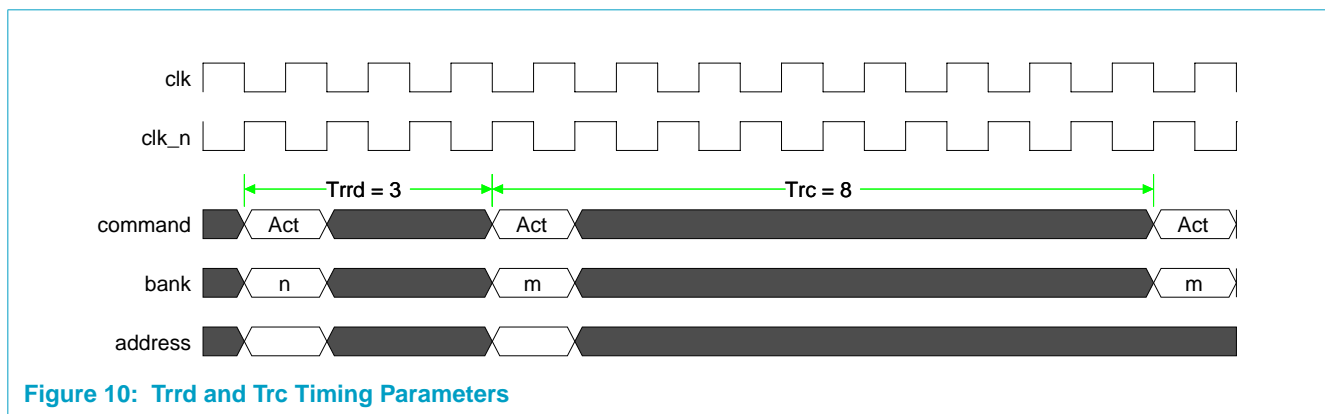 clk
clk_n
Trrd = 3 Trc = 8
command Act Act Act
bank n m m
address
Figure 10: Trrd and Trc Timing Parameters